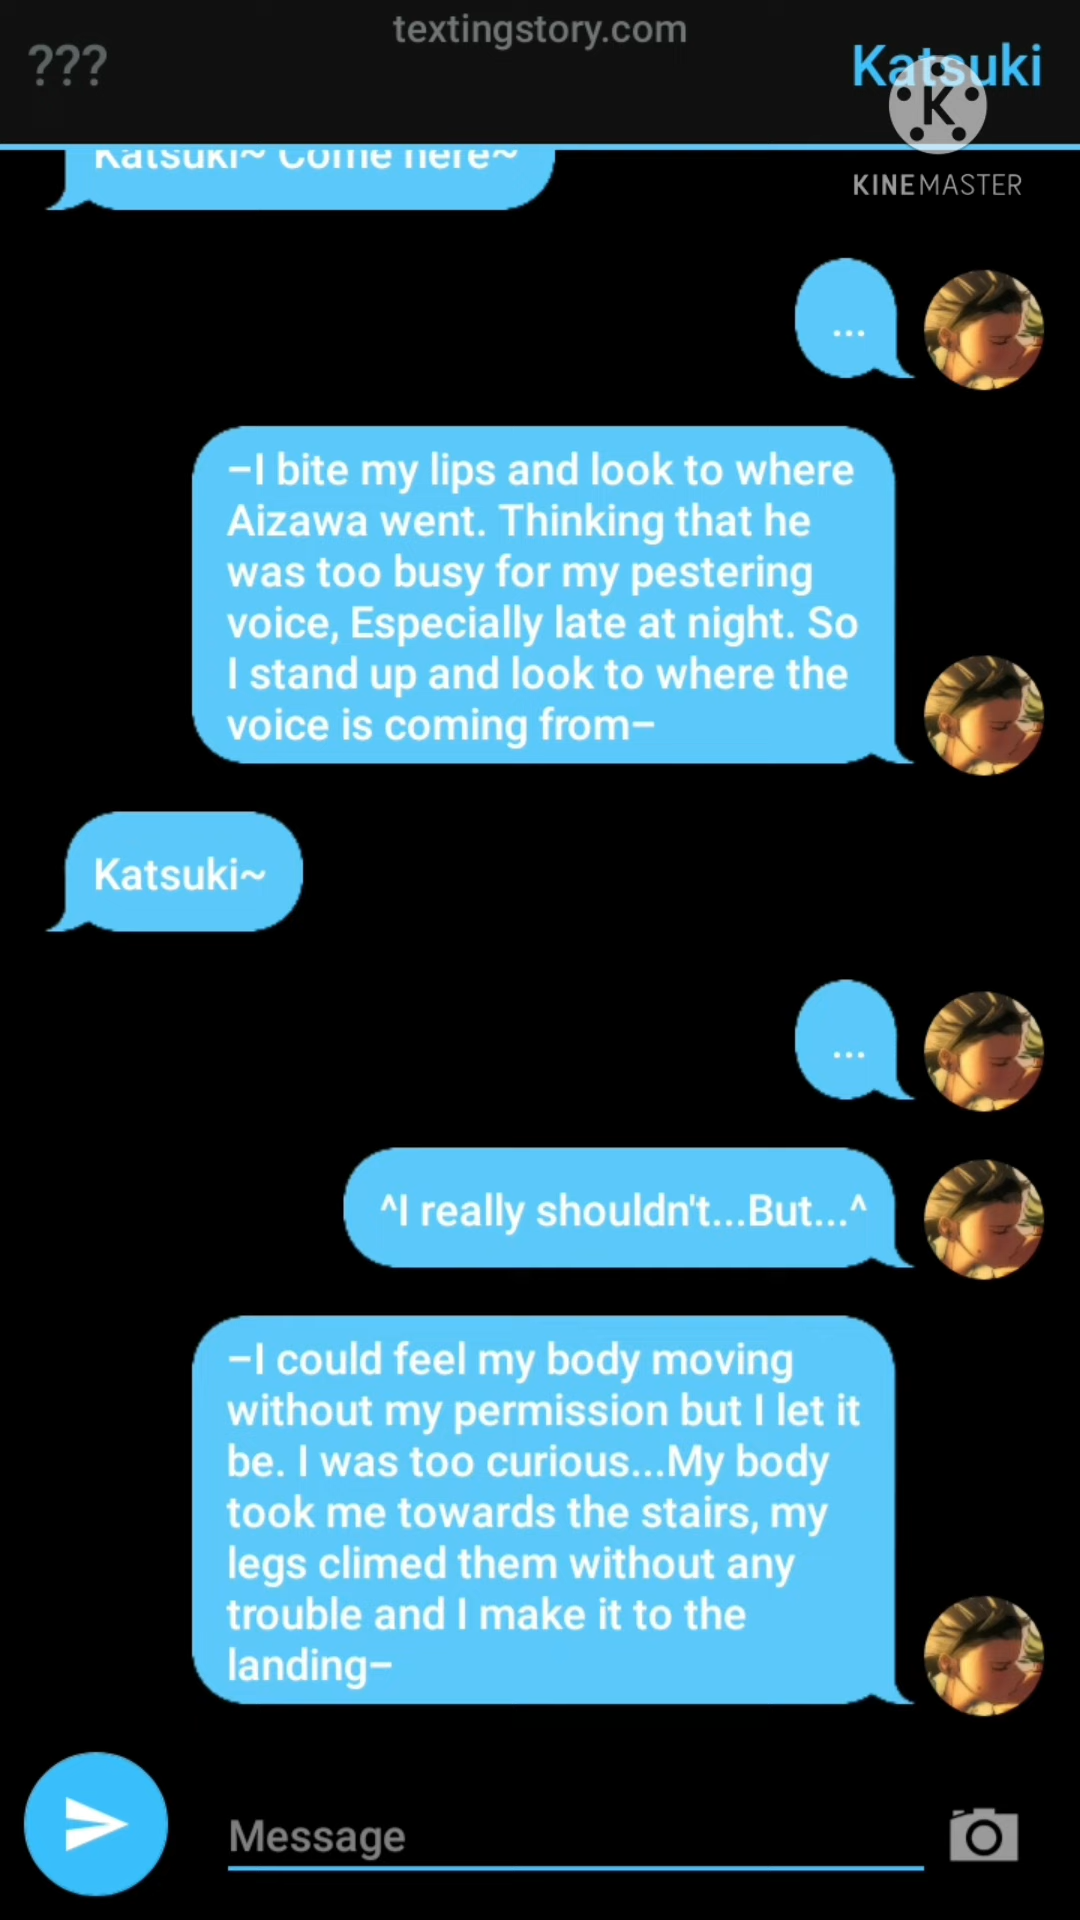 textingstory.com
???
Katsuki
K
KINEMASTER
Katsuki~ Come here~
...
–I bite my lips and look to where
Aizawa went. Thinking that he
was too busy for my pestering
voice, Especially late at night. So
I stand up and look to where the
voice is coming from–
Katsuki~
...
^I really shouldn't...But...^
–I could feel my body moving
without my permission but I let it
be. I was too curious...My body
took me towards the stairs, my
legs climed them without any
trouble and I make it to the
landing–
Message